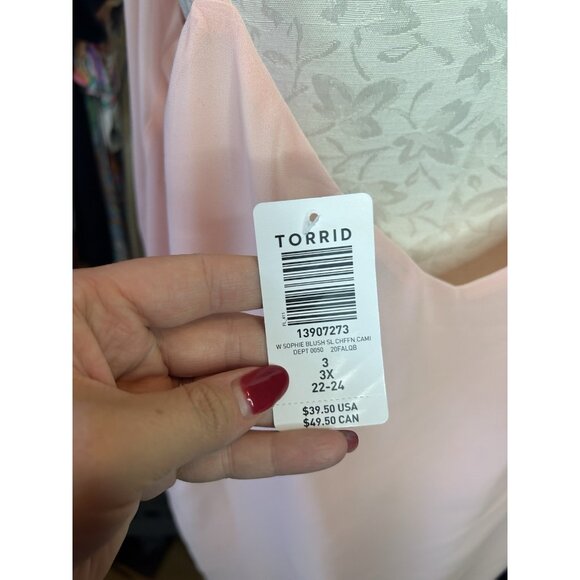 TORRID
13907273
W SOPHIE BLUSH SL CHFFN CAMI
DEPT 0050 20FALQB
3
3X
22-24
$39.50 USA
$49.50 CAN